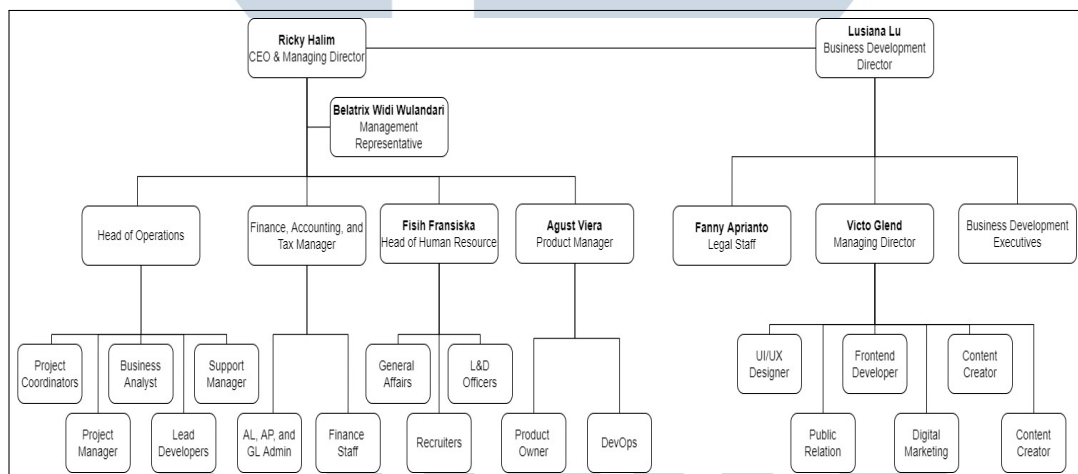 Ricky Halim
CEO & Managing Director
Lusiana Lu
Business Development
Director
Belatrix Widi Wulandari
Management
Representative
Head of Operations
Finance, Accounting, and
Tax Manager
Fisih Fransiska
Head of Human Resource
Agust Viera
Product Manager
Fanny Aprianto
Legal Staff
Victo Glend
Managing Director
Business Development
Executives
Project
Coordinators
Business
Analyst
Support
Manager
General
Affairs
L&D
Officers
UI/UX
Designer
Frontend
Developer
Content
Creator
Project
Manager
Lead
Developers
AL, AP, and
GL Admin
Finance
Staff
Recruiters
Product
Owner
DevOps
Public
Relation
Digital
Marketing
Content
Creator